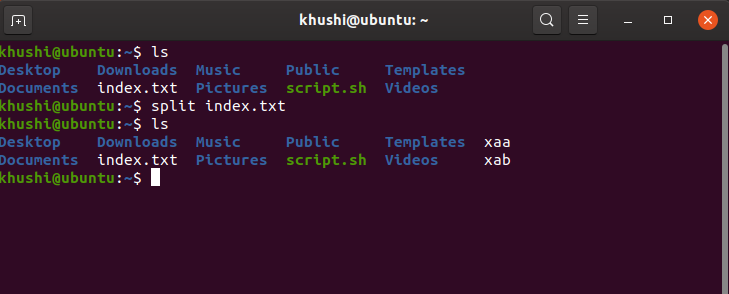 khushi@ubuntu: ~
khushi@ubuntu:~$ ls
Desktop    Downloads  Music     Public     Templates
Documents  index.txt  Pictures  script.sh  Videos
khushi@ubuntu:~$ split index.txt
khushi@ubuntu:~$ ls
Desktop    Downloads  Music     Public     Templates  xaa
Documents  index.txt  Pictures  script.sh  Videos     xab
khushi@ubuntu:~$